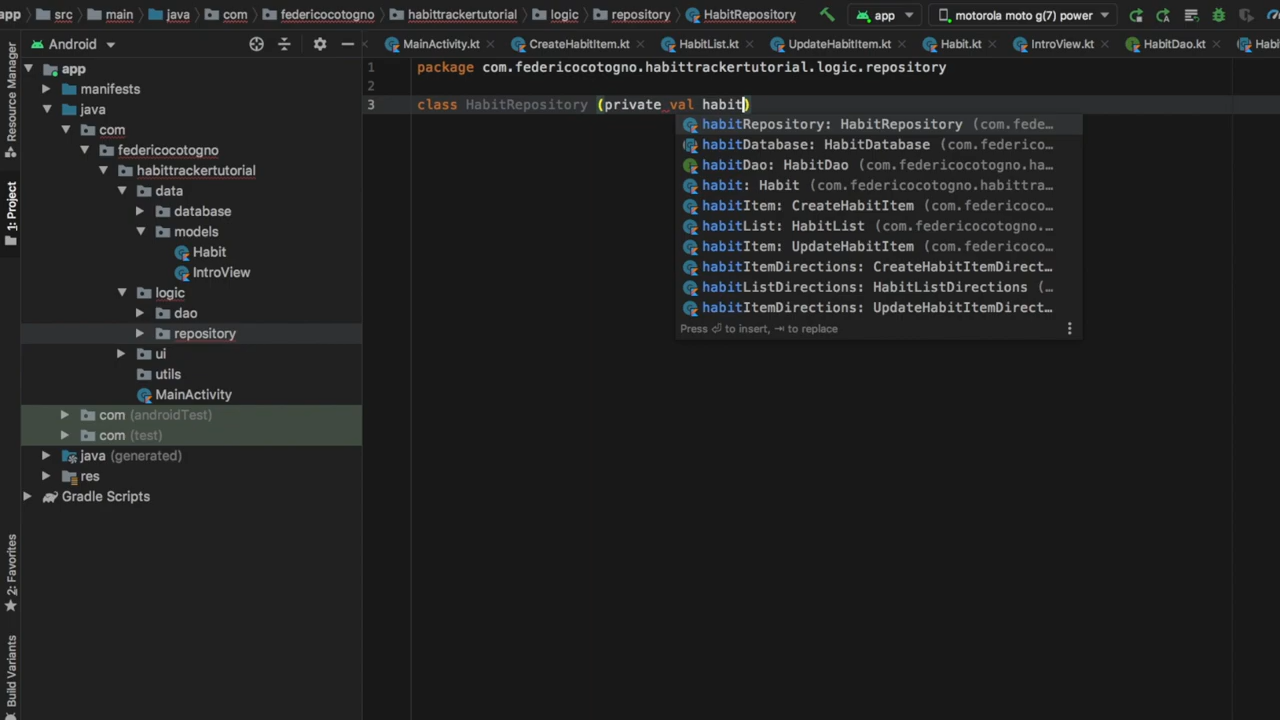 app
src
main
java
com
federicocotogno
habittrackertutorial
logic
repository
HabitRepository
app
motorola moto g(7) power
Android
MainActivity.kt
CreateHabitItem.kt
HabitList.kt
UpdateHabitItem.kt
Habit.kt
IntroView.kt
HabitDao.kt
Resource Manager
1: Project
2: Favorites
Build Variants
app
manifests
java
com
federicocotogno
habittrackertutorial
data
database
models
Habit
IntroView
logic
dao
repository
ui
utils
MainActivity
com (androidTest)
com (test)
java (generated)
res
Gradle Scripts
1 package com.federicocotogno.habittrackertutorial.logic.repository
2
3 class HabitRepository (private val habit)
habitRepository: HabitRepository (com.fede…
habitDatabase: HabitDatabase (com.federico…
habitDao: HabitDao (com.federicocotogno.ha…
habit: Habit (com.federicocotogno.habittra…
habitItem: CreateHabitItem (com.federicoco…
habitList: HabitList (com.federicocotogno.…
habitItem: UpdateHabitItem (com.federicoco…
habitItemDirections: CreateHabitItemDirect…
habitListDirections: HabitListDirections (…
habitItemDirections: UpdateHabitItemDirect…
Press ⏎ to insert, ⇥ to replace